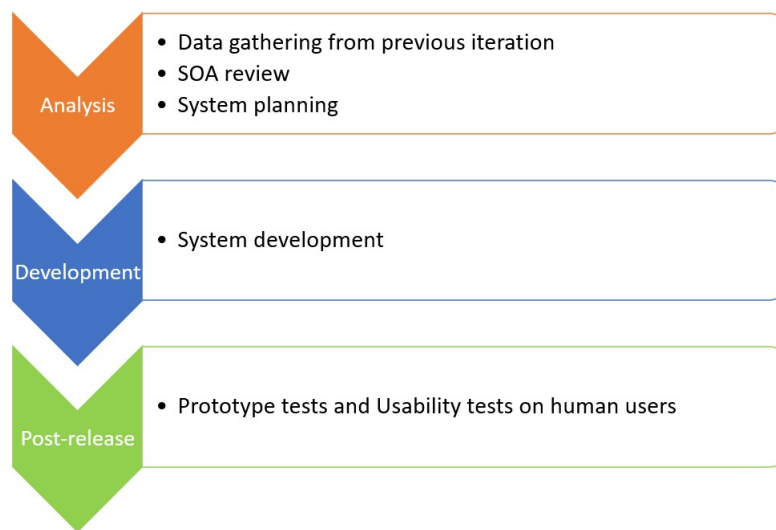 Analysis
• Data gathering from previous iteration
• SOA review
• System planning
Development
• System development
Post-release
• Prototype tests and Usability tests on human users